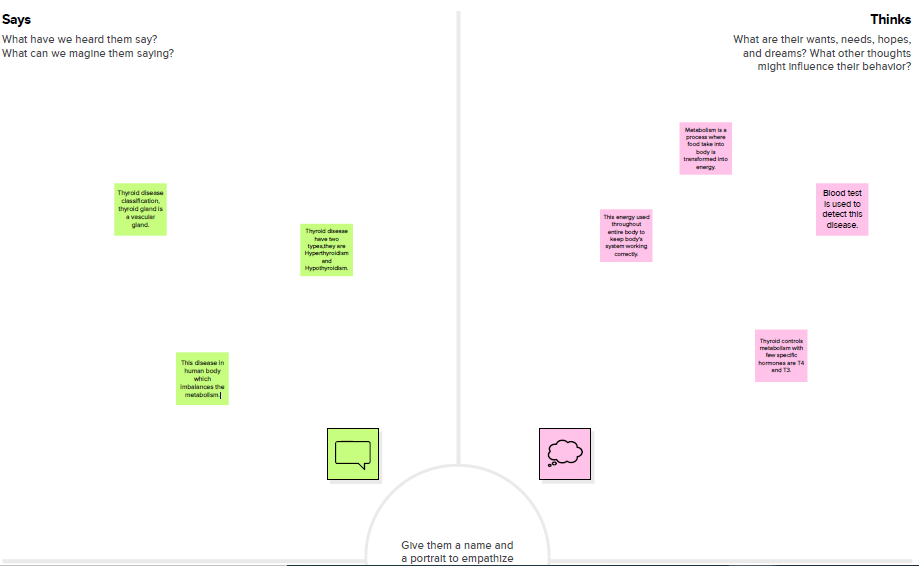 Says
What have we heard them say?
What can we magine them saying?
Thinks
What are their wants, needs, hopes,
and dreams? What other thoughts
might influence their behavior?
Thyroid disease
classification,
thyroid gland is
a vascular
gland.
Thyroid disease
have two
types,they are
Hyperthyroidism
and
Hypothyroidism.
This disease in
human body
which
imbalances the
metabolism.
Metabolism is a
process where
food take into
body is
transformed into
energy.
This energy used
throughout
entire body to
keep body's
system working
correctly.
Blood test
is used to
detect this
disease.
Thyroid controls
metabolism with
few specific
hormones are T4
and T3.
Give them a name and
a portrait to empathize